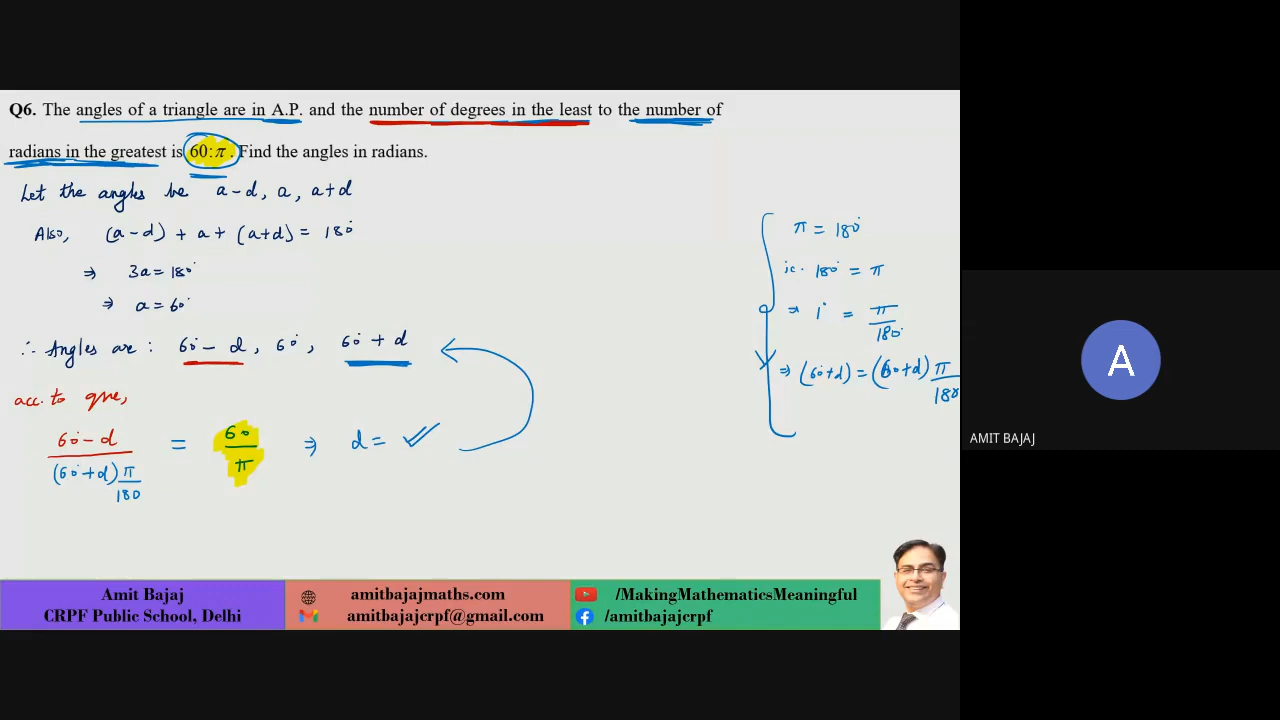 Q6. The angles of a triangle are in A.P. and the number of degrees in the least to the number of
radians in the greatest is 60:π. Find the angles in radians.
Let the angles be a-d, a, a+d
Also, (a-d) + a + (a+d) = 180°
⇒ 3a = 180°
⇒ a = 60°
∴ Angles are: 60°-d, 60°, 60°+d
acc. to que,
60°-d / (60°+d) π/180 = 60/π ⇒ d = ✓
π = 180°
ie. 180° = π
⇒ 1° = π/180°
⇒ (60°+d) = (60+d) π/180
A
AMIT BAJAJ
Amit Bajaj
CRPF Public School, Delhi
amitbajajmaths.com
amitbajajcrpf@gmail.com
/MakingMathematicsMeaningful
/amitbajajcrpf